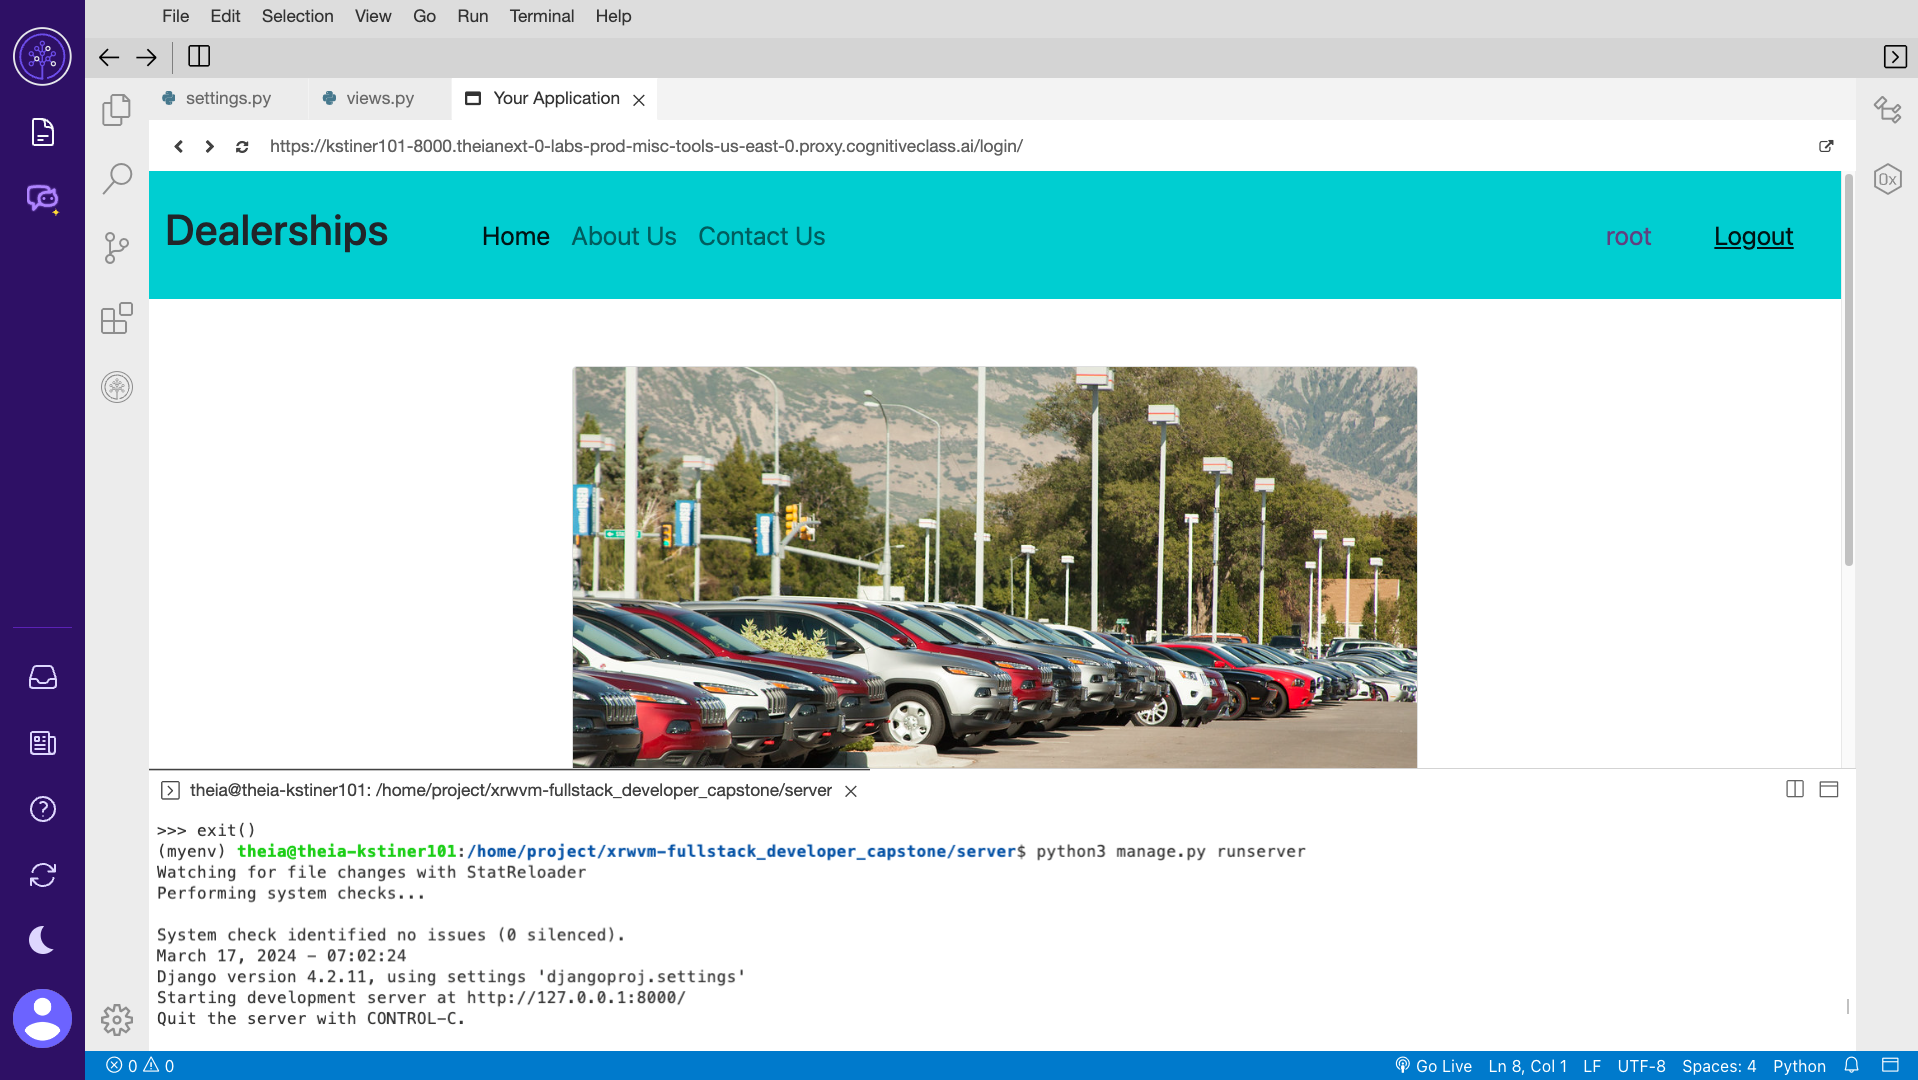 File Edit Selection View Go Run Terminal Help
settings.py views.py Your Application
https://kstiner101-8000.theianext-0-labs-prod-misc-tools-us-east-0.proxy.cognitiveclass.ai/login/
0x
Dealerships Home About Us Contact Us root Logout
theia@theia-kstiner101: /home/project/xrwvm-fullstack_developer_capstone/server
>>> exit()
(myenv) theia@theia-kstiner101:/home/project/xrwvm-fullstack_developer_capstone/server$ python3 manage.py runserver
Watching for file changes with StatReloader
Performing system checks...
System check identified no issues (0 silenced).
March 17, 2024 - 07:02:24
Django version 4.2.11, using settings 'djangoproj.settings'
Starting development server at http://127.0.0.1:8000/
Quit the server with CONTROL-C.
0 0 Go Live Ln 8, Col 1 LF UTF-8 Spaces: 4 Python